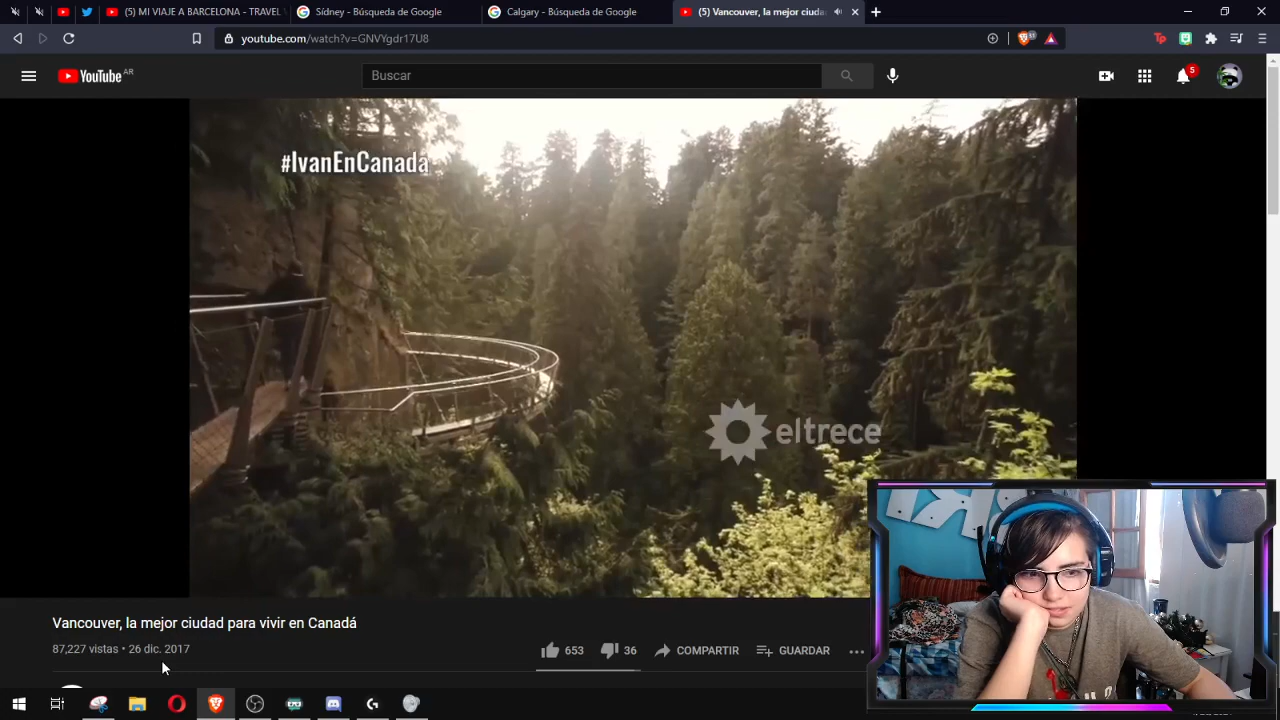 (5) MI VIAJE A BARCELONA - TRAVEL
Sídney - Búsqueda de Google
Calgary - Búsqueda de Google
(5) Vancouver, la mejor ciuda
youtube.com/watch?v=GNVYgdr17U8
YouTube AR
Buscar
5
#IvanEnCanada
eltrece
Vancouver, la mejor ciudad para vivir en Canadá
87,227 vistas • 26 dic. 2017
653
36
COMPARTIR
GUARDAR